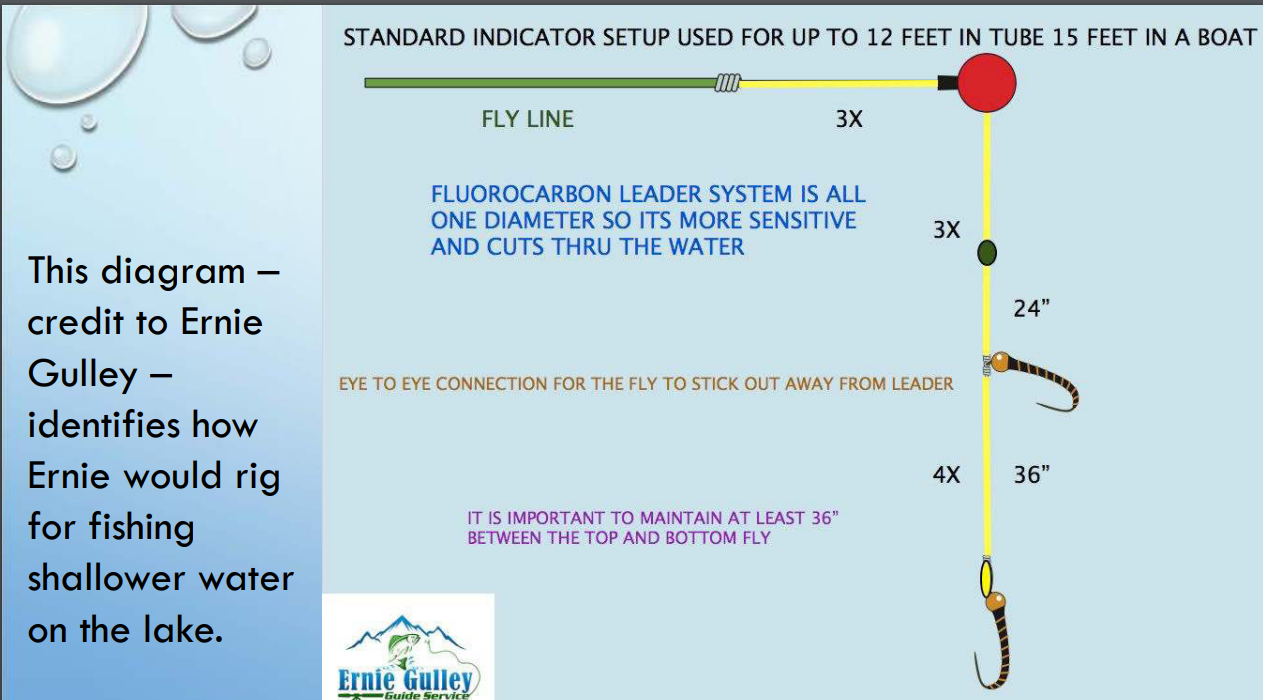 STANDARD INDICATOR SETUP USED FOR UP TO 12 FEET IN TUBE 15 FEET IN A BOAT
FLY LINE
3X
FLUOROCARBON LEADER SYSTEM IS ALL
ONE DIAMETER SO ITS MORE SENSITIVE
AND CUTS THRU THE WATER
3X
24”
EYE TO EYE CONNECTION FOR THE FLY TO STICK OUT AWAY FROM LEADER
4X
36”
IT IS IMPORTANT TO MAINTAIN AT LEAST 36”
BETWEEN THE TOP AND BOTTOM FLY
This diagram –
credit to Ernie
Gulley –
identifies how
Ernie would rig
for fishing
shallower water
on the lake.
Ernie Gulley
Guide Service